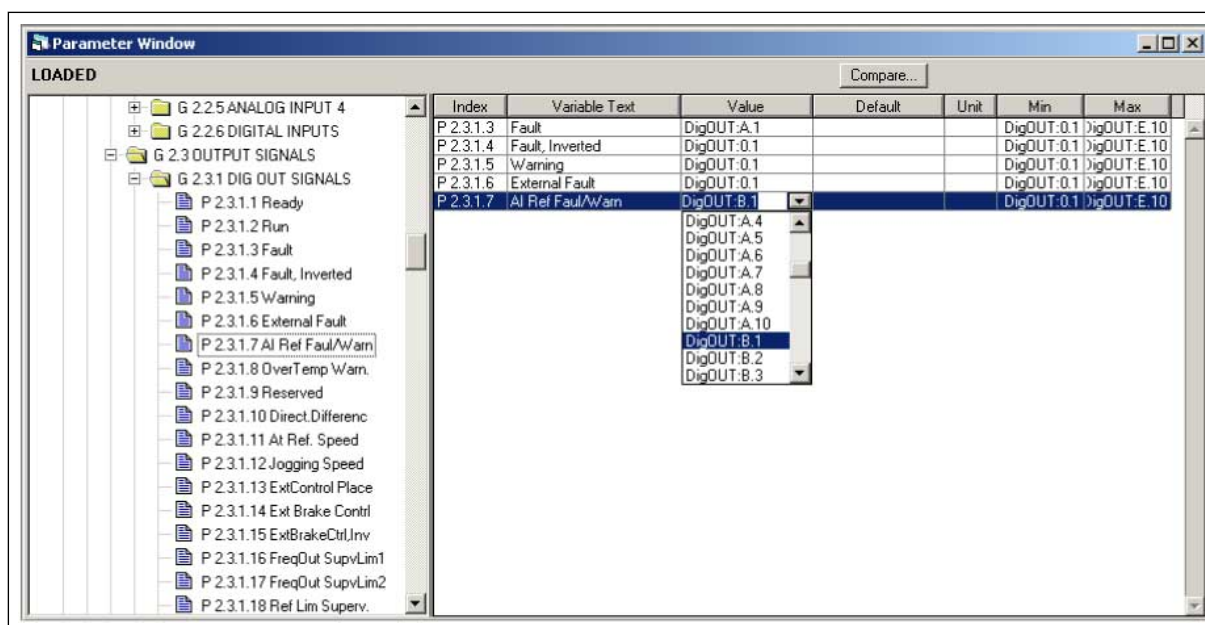 Parameter Window
LOADED
Compare...
G 2.2.5 ANALOG INPUT 4
G 2.2.6 DIGITAL INPUTS
G 2.3 OUTPUT SIGNALS
G 2.3.1 DIG OUT SIGNALS
P 2.3.1.1 Ready
P 2.3.1.2 Run
P 2.3.1.3 Fault
P 2.3.1.4 Fault, Inverted
P 2.3.1.5 Warning
P 2.3.1.6 External Fault
P 2.3.1.7 AI Ref Faul/Warn
P 2.3.1.8 OverTemp Warn.
P 2.3.1.9 Reserved
P 2.3.1.10 Direct.Differenc
P 2.3.1.11 At Ref. Speed
P 2.3.1.12 Jogging Speed
P 2.3.1.13 ExtControl Place
P 2.3.1.14 Ext Brake Contrl
P 2.3.1.15 ExtBrakeCtrl,Inv
P 2.3.1.16 FreqOut SupvLim1
P 2.3.1.17 FreqOut SupvLim2
P 2.3.1.18 Ref Lim Superv.
Index Variable Text Value Default Unit Min Max
P 2.3.1.3 Fault DigOUT:A.1 DigOUT:0.1 DigOUT:E.10
P 2.3.1.4 Fault, Inverted DigOUT:0.1 DigOUT:0.1 DigOUT:E.10
P 2.3.1.5 Warning DigOUT:0.1 DigOUT:0.1 DigOUT:E.10
P 2.3.1.6 External Fault DigOUT:0.1 DigOUT:0.1 DigOUT:E.10
P 2.3.1.7 AI Ref Faul/Warn DigOUT:B.1 DigOUT:0.1 DigOUT:E.10
DigOUT:A.4
DigOUT:A.5
DigOUT:A.6
DigOUT:A.7
DigOUT:A.8
DigOUT:A.9
DigOUT:A.10
DigOUT:B.1
DigOUT:B.2
DigOUT:B.3